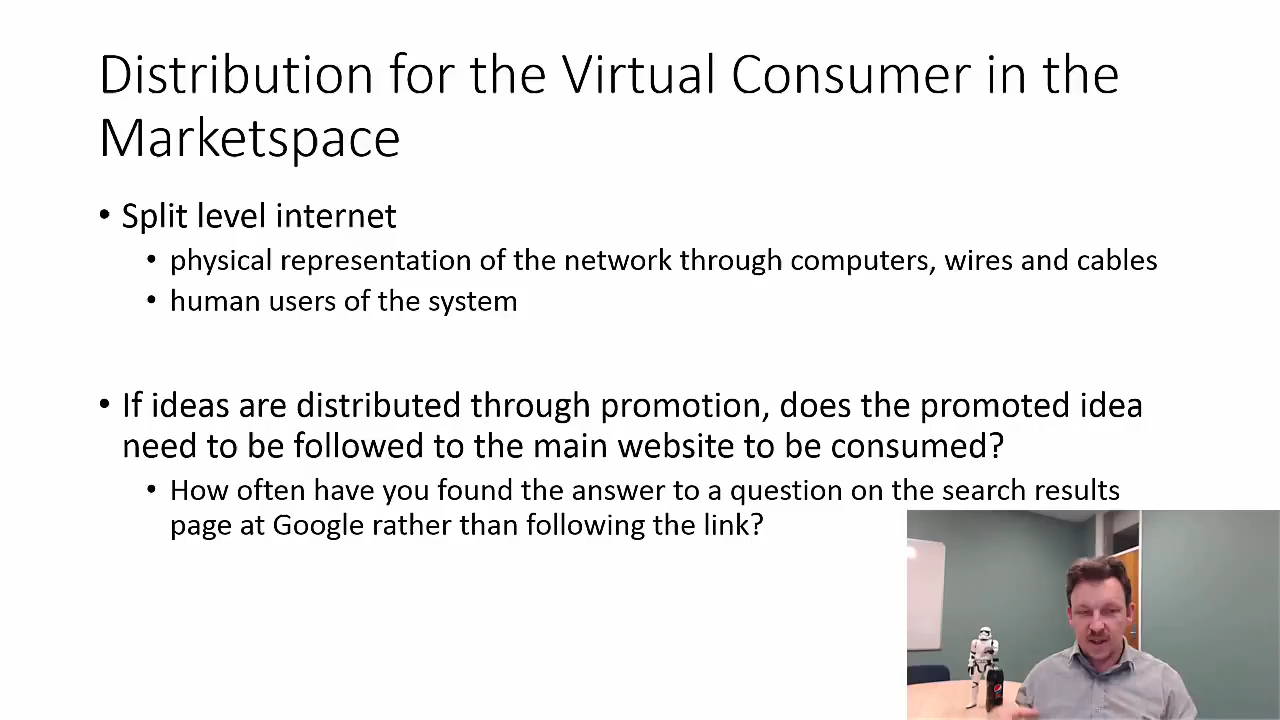 Distribution for the Virtual Consumer in the
Marketspace
• Split level internet
• physical representation of the network through computers, wires and cables
• human users of the system
• If ideas are distributed through promotion, does the promoted idea
need to be followed to the main website to be consumed?
• How often have you found the answer to a question on the search results
page at Google rather than following the link?